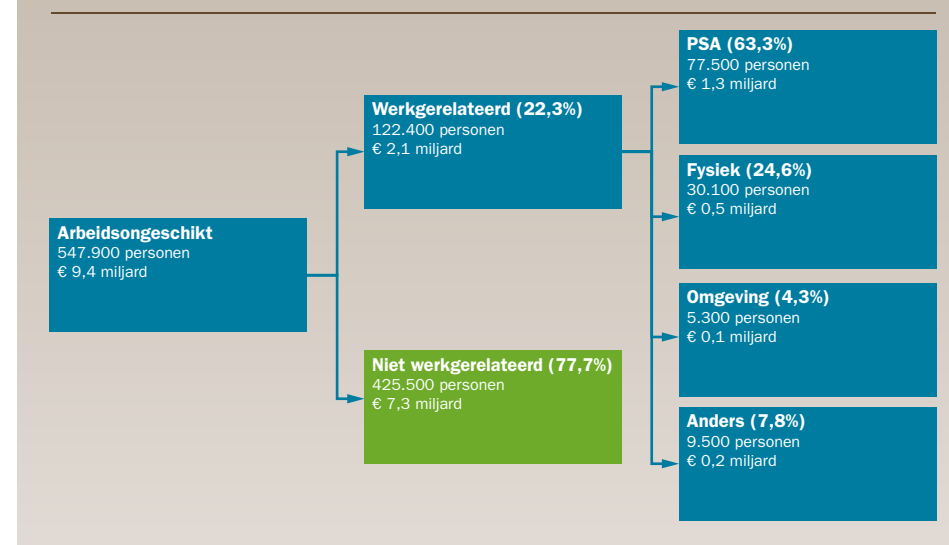 Arbeidsongeschikt
547.900 personen
€ 9,4 miljard
Werkgerelateerd (22,3%)
122.400 personen
€ 2,1 miljard
Niet werkgerelateerd (77,7%)
425.500 personen
€ 7,3 miljard
PSA (63,3%)
77.500 personen
€ 1,3 miljard
Fysiek (24,6%)
30.100 personen
€ 0,5 miljard
Omgeving (4,3%)
5.300 personen
€ 0,1 miljard
Anders (7,8%)
9.500 personen
€ 0,2 miljard